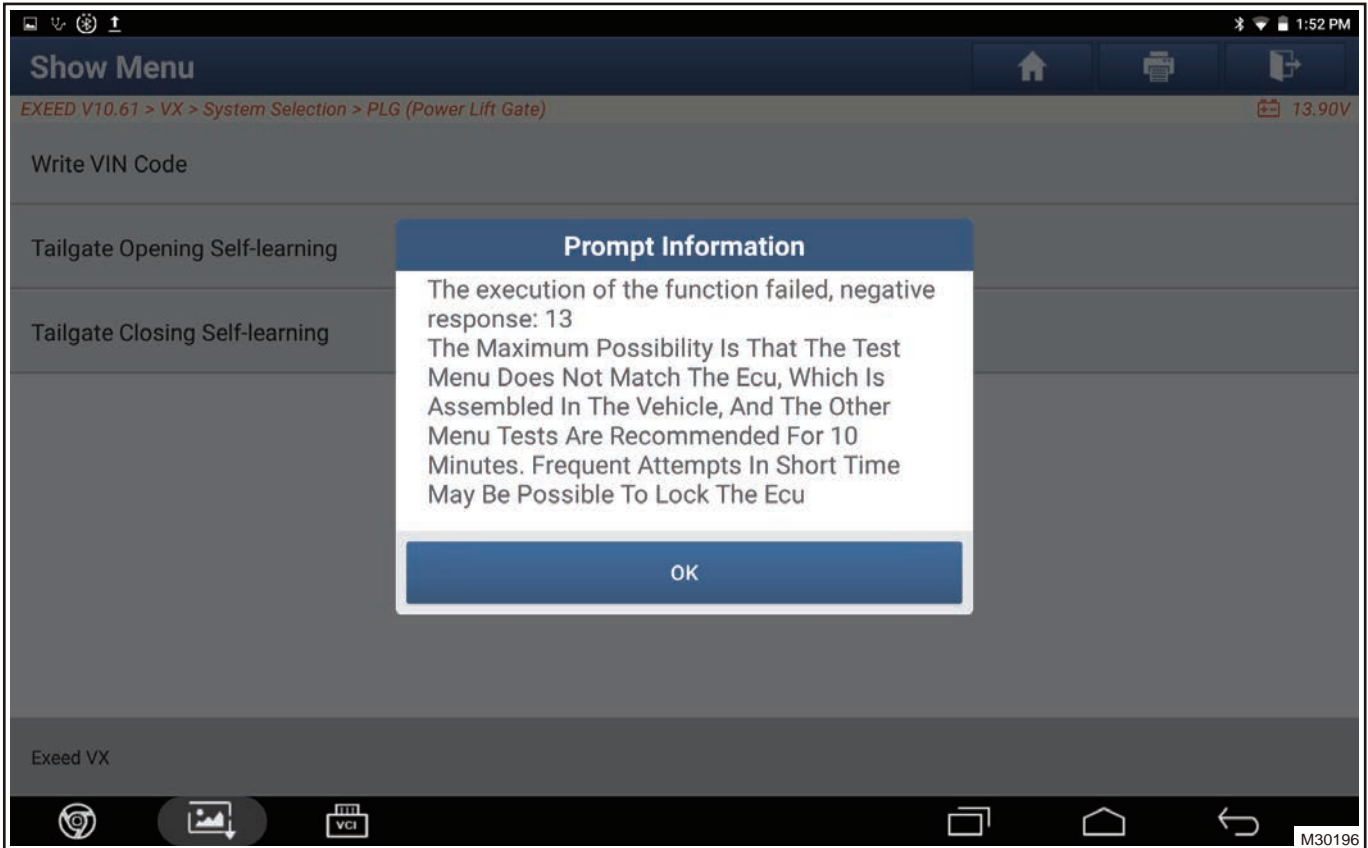 1:52 PM
Show Menu
EXEED V10.61 > VX > System Selection > PLG (Power Lift Gate)
13.90V
Write VIN Code
Tailgate Opening Self-learning
Tailgate Closing Self-learning
Prompt Information
The execution of the function failed, negative
response: 13
The Maximum Possibility Is That The Test
Menu Does Not Match The Ecu, Which Is
Assembled In The Vehicle, And The Other
Menu Tests Are Recommended For 10
Minutes. Frequent Attempts In Short Time
May Be Possible To Lock The Ecu
OK
Exeed VX
VCI
M30196